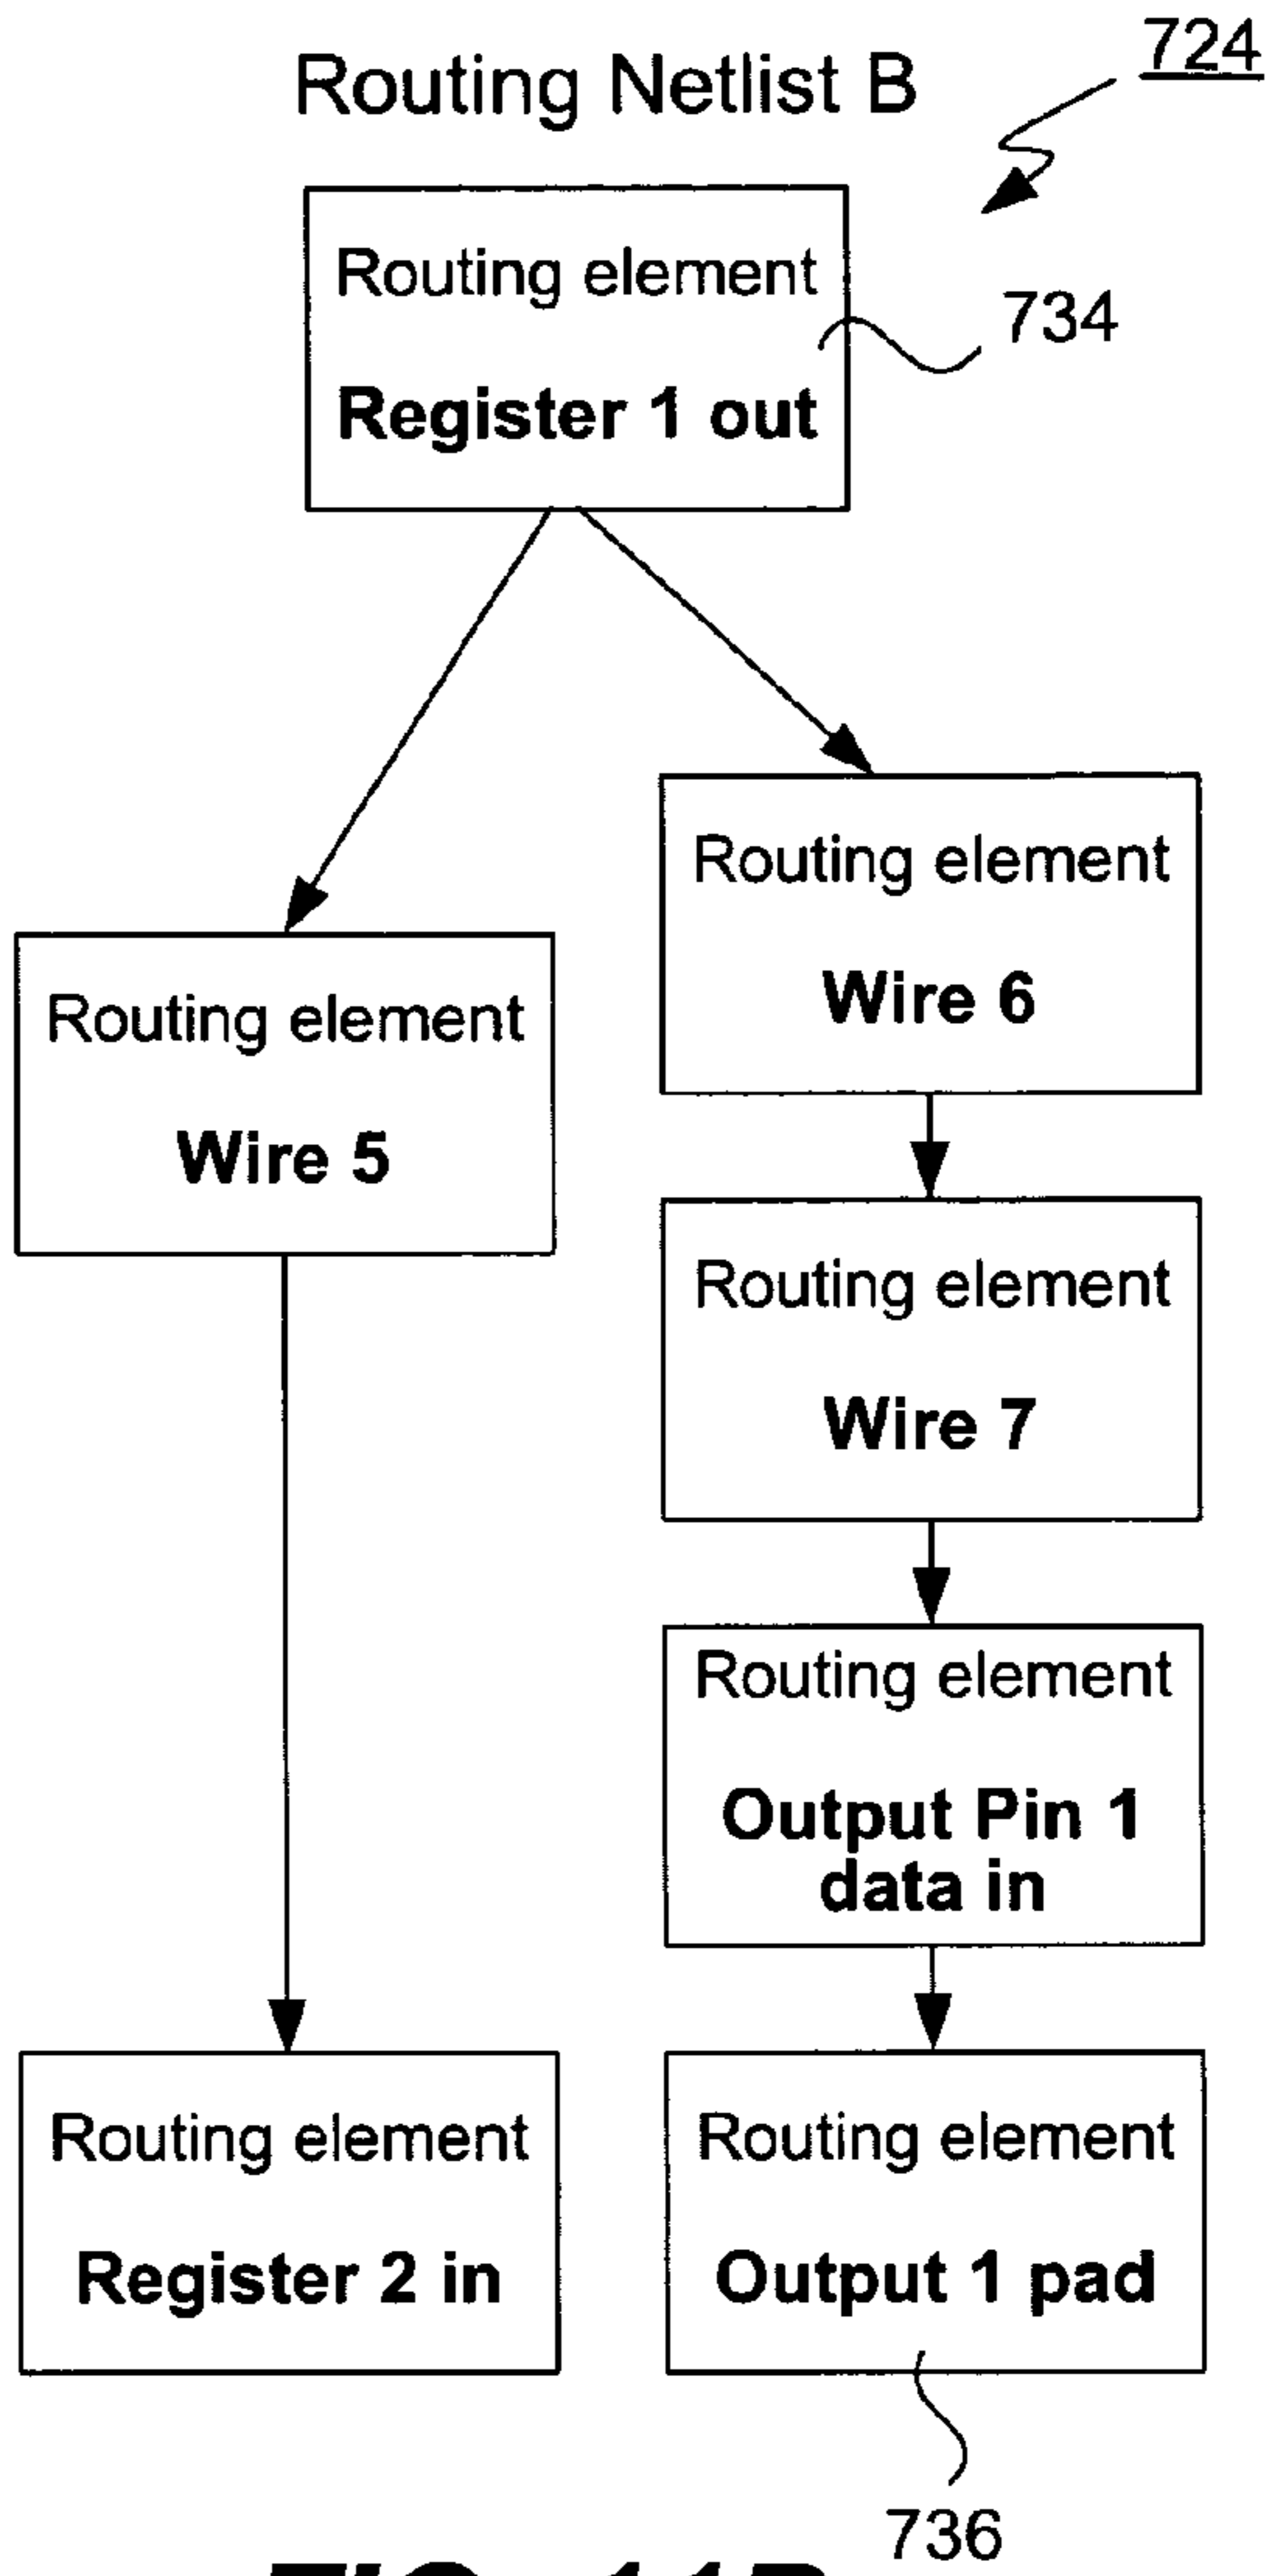 724
Routing Netlist B
Routing element
Register 1 out
734
Routing element
Wire 6
Routing element
Wire 5
Routing element
Wire 7
Routing element
Output Pin 1
data in
Routing element
Register 2 in
Routing element
Output 1 pad
736